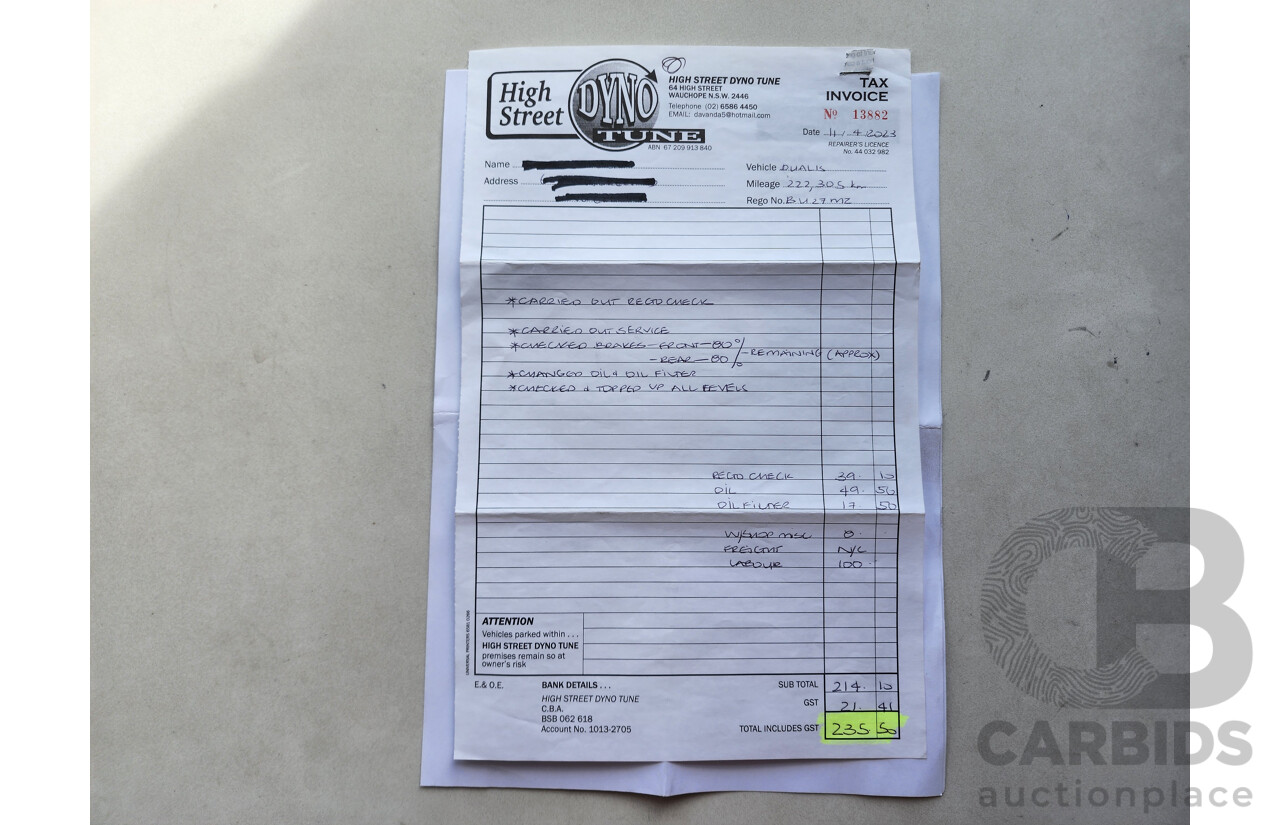 High Street
DYNO TUNE
ABN 67 209 913 840
HIGH STREET DYNO TUNE
64 HIGH STREET
WAUCHOPE N.S.W. 2446
Telephone (02) 6586 4450
EMAIL: davanda5@hotmail.com
TAX INVOICE
Nº 13882
Date 11-4-2023
REPAIRER'S LICENCE
No. 44 032 982
Name
Address
Vehicle DUALIS
Mileage 222,305 km
Rego No. BU27MZ
*CARRIED OUT REGO CHECK
*CARRIED OUT SERVICE
*CHECKED BRAKES - FRONT - 80%
- REAR - 80% - REMAINING (APPROX)
*CHANGED OIL & OIL FILTER
*CHECKED & TOPPED UP ALL LEVELS
REGO CHECK 39. 10
OIL 49. 50
OIL FILTER 17. 50
W/SHOP MISC 8.
FREIGHT N/C
LABOUR 100.
ATTENTION
Vehicles parked within . . .
HIGH STREET DYNO TUNE
premises remain so at
owner's risk
E.& O.E.
BANK DETAILS . . .
HIGH STREET DYNO TUNE
C.B.A.
BSB 062 618
Account No. 1013-2705
SUB TOTAL 214. 10
GST 21. 41
TOTAL INCLUDES GST 235 50
CB
CARBIDS
auctionplace